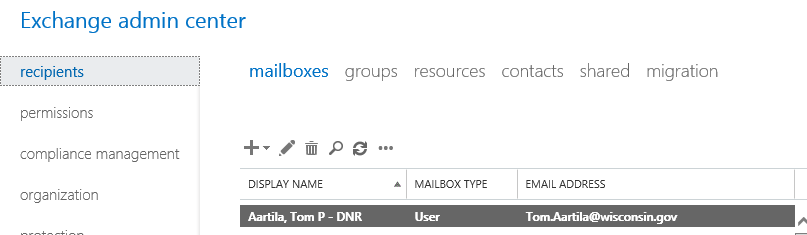 Exchange admin center
recipients
permissions
compliance management
organization
protection
mailboxes groups resources contacts shared migration
DISPLAY NAME MAILBOX TYPE EMAIL ADDRESS
Aartila, Tom P - DNR User Tom.Aartila@wisconsin.gov